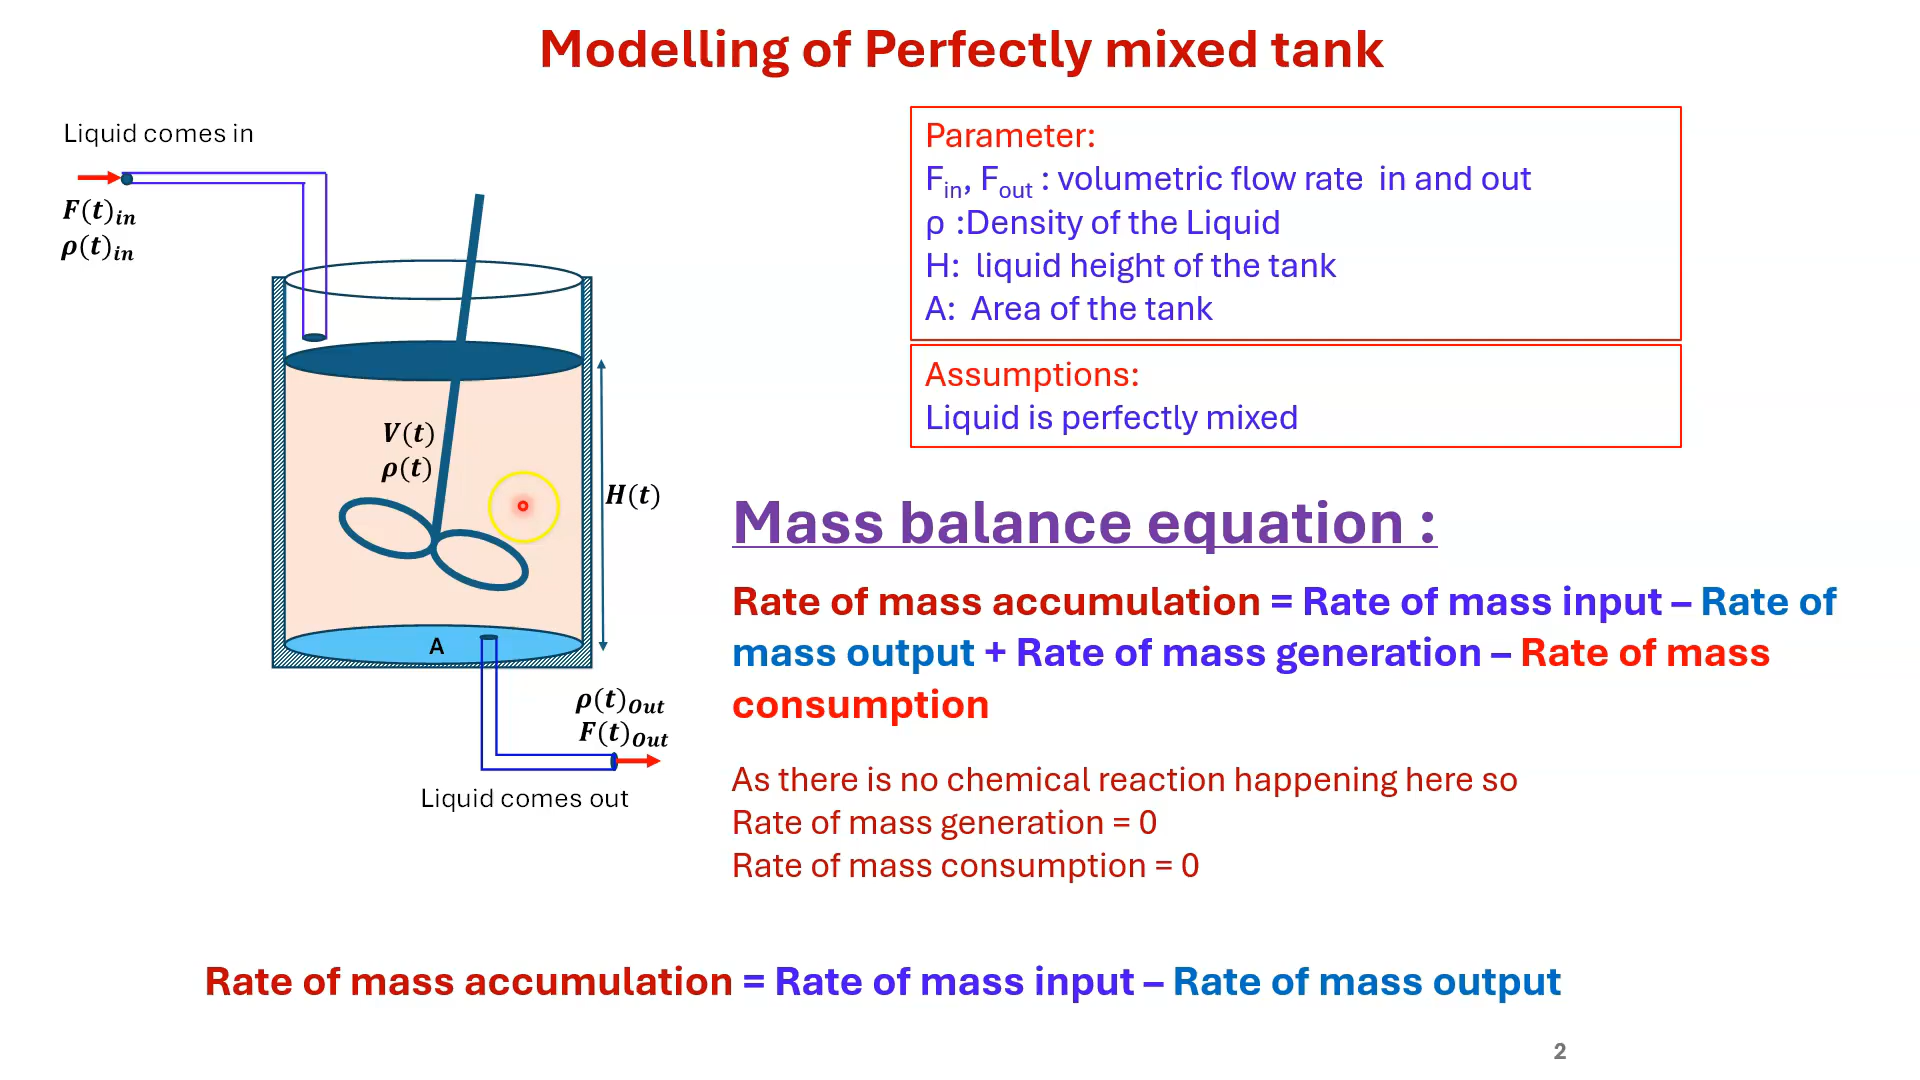 Modelling of Perfectly mixed tank
Liquid comes in
F(t)in
ρ(t)in
V(t)
ρ(t)
H(t)
A
ρ(t)Out
F(t)Out
Liquid comes out
Parameter:
Fin, Fout : volumetric flow rate in and out
ρ :Density of the Liquid
H: liquid height of the tank
A: Area of the tank
Assumptions:
Liquid is perfectly mixed
Mass balance equation :
Rate of mass accumulation = Rate of mass input – Rate of
mass output + Rate of mass generation – Rate of mass
consumption
As there is no chemical reaction happening here so
Rate of mass generation = 0
Rate of mass consumption = 0
Rate of mass accumulation = Rate of mass input – Rate of mass output
2